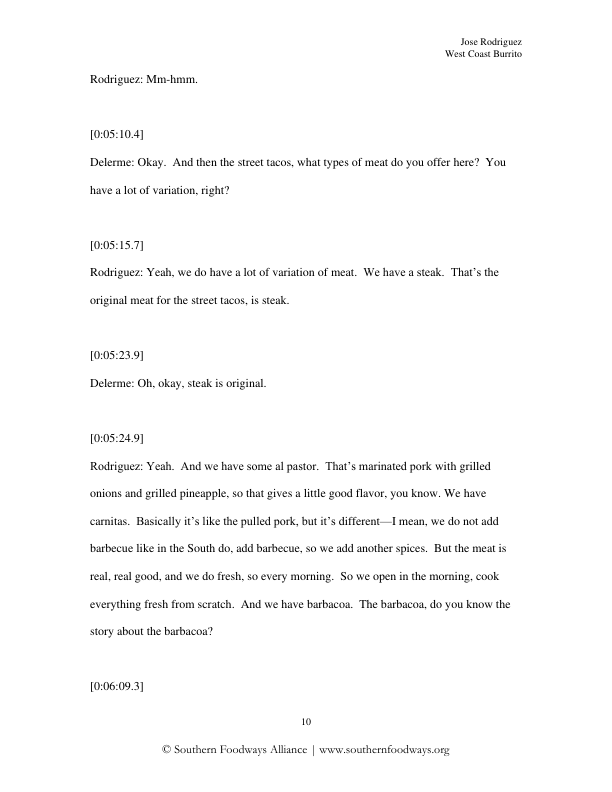 Jose Rodriguez
West Coast Burrito
Rodriguez: Mm-hmm.
[0:05:10.4]
Delerme: Okay.  And then the street tacos, what types of meat do you offer here?  You
have a lot of variation, right?
[0:05:15.7]
Rodriguez: Yeah, we do have a lot of variation of meat.  We have a steak.  That’s the
original meat for the street tacos, is steak.
[0:05:23.9]
Delerme: Oh, okay, steak is original.
[0:05:24.9]
Rodriguez: Yeah.  And we have some al pastor.  That’s marinated pork with grilled
onions and grilled pineapple, so that gives a little good flavor, you know. We have
carnitas.  Basically it’s like the pulled pork, but it’s different—I mean, we do not add
barbecue like in the South do, add barbecue, so we add another spices.  But the meat is
real, real good, and we do fresh, so every morning.  So we open in the morning, cook
everything fresh from scratch.  And we have barbacoa.  The barbacoa, do you know the
story about the barbacoa?
[0:06:09.3]
10
© Southern Foodways Alliance | www.southernfoodways.org